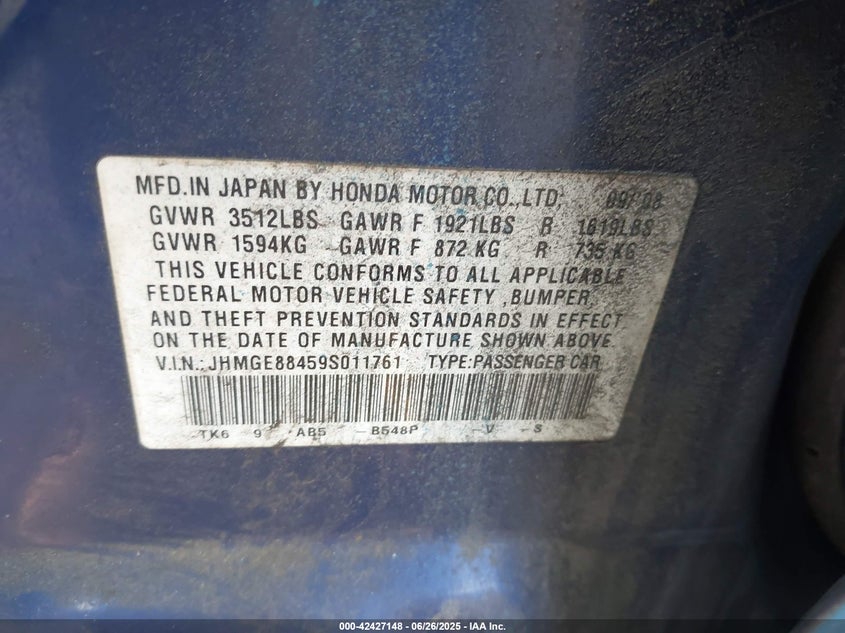 MFD.IN JAPAN BY HONDA MOTOR CO.,LTD; 09/08
GVWR 3512LBS GAWR F 1921LBS R 1619LBS
GVWR 1594KG GAWR F 872 KG R 735 KG
THIS VEHICLE CONFORMS TO ALL APPLICABLE
FEDERAL MOTOR VEHICLE SAFETY ,BUMPER,
AND THEFT PREVENTION STANDARDS IN EFFECT
ON THE DATE OF MANUFACTURE SHOWN ABOVE.
V.I.N.: JHMGE88459S011761 TYPE:PASSENGER CAR
TK6 9 AB5 B548P -V -S
000-42427148 - 06/26/2025 - IAA Inc.